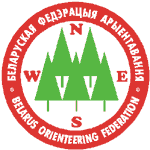 БЕЛАРУСКАЯ ФЕДЭРАЦЫЯ АРЫЕНТАВАННЯ
N
W E
S
BELARUS ORIENTEERING FEDERATION